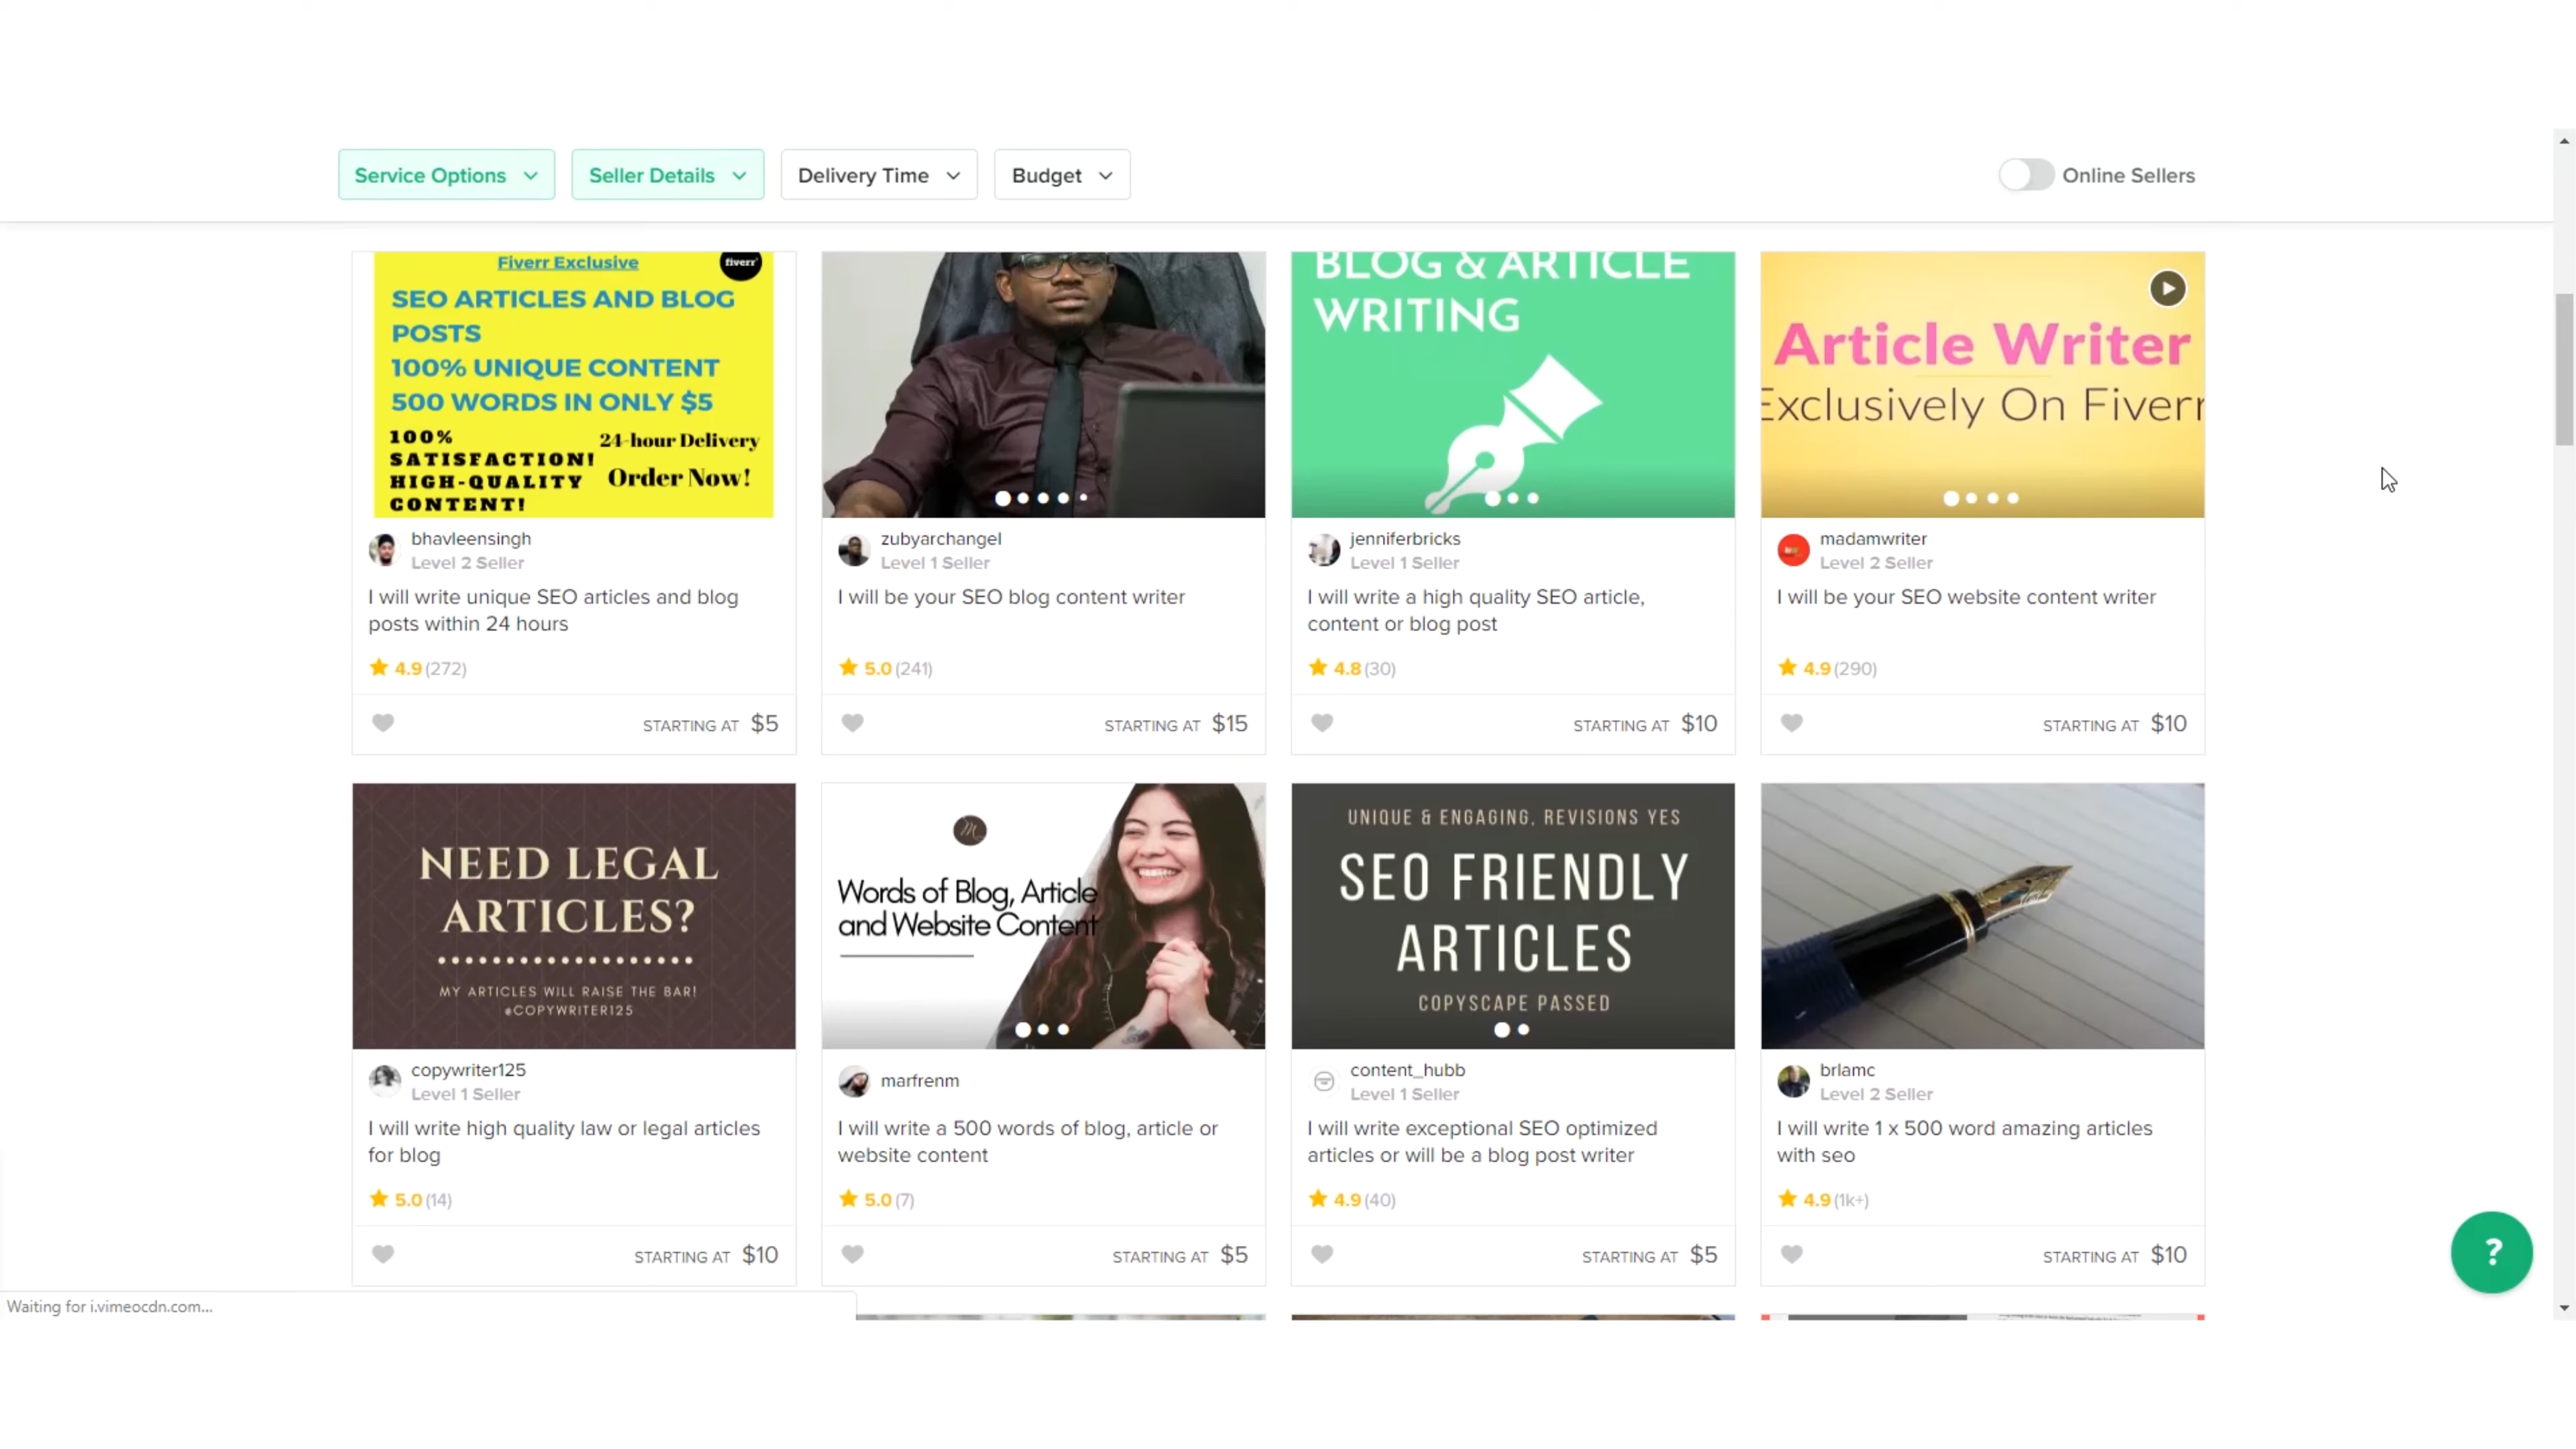 Service Options
Seller Details
Delivery Time
Budget
Online Sellers
Fiverr Exclusive
fiverr
SEO ARTICLES AND BLOG
POSTS
100% UNIQUE CONTENT
500 WORDS IN ONLY $5
100%
SATISFACTION!
HIGH-QUALITY
CONTENT!
24-hour Delivery
Order Now!
bhavleensingh
Level 2 Seller
I will write unique SEO articles and blog
posts within 24 hours
4.9 (272)
STARTING AT $5
zubyarchangel
Level 1 Seller
I will be your SEO blog content writer
5.0 (241)
STARTING AT $15
BLOG & ARTICLE
WRITING
jenniferbricks
Level 1 Seller
I will write a high quality SEO article,
content or blog post
4.8 (30)
STARTING AT $10
Article Writer
Exclusively On Fiverr
madamwriter
Level 2 Seller
I will be your SEO website content writer
4.9 (290)
STARTING AT $10
NEED LEGAL
ARTICLES?
MY ARTICLES WILL RAISE THE BAR!
@COPYWRITER125
copywriter125
Level 1 Seller
I will write high quality law or legal articles
for blog
5.0 (14)
STARTING AT $10
M
Words of Blog, Article
and Website Content
marfrenm
I will write a 500 words of blog, article or
website content
5.0 (7)
STARTING AT $5
UNIQUE & ENGAGING, REVISIONS YES
SEO FRIENDLY
ARTICLES
COPYSCAPE PASSED
content_hubb
Level 1 Seller
I will write exceptional SEO optimized
articles or will be a blog post writer
4.9 (40)
STARTING AT $5
brlamc
Level 2 Seller
I will write 1 x 500 word amazing articles
with seo
4.9 (1k+)
STARTING AT $10
?
Waiting for i.vimeocdn.com...